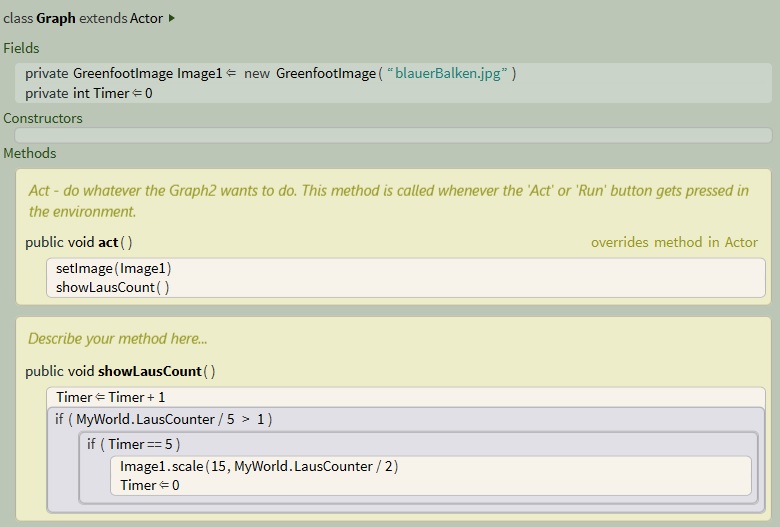 class Graph extends Actor ▶
Fields
private GreenfootImage Image1 ⇐ new GreenfootImage ( “blauerBalken.jpg” )
private int Timer ⇐ 0
Constructors
Methods
Act - do whatever the Graph2 wants to do. This method is called whenever the 'Act' or 'Run' button gets pressed in
the environment.
public void act ( ) overrides method in Actor
setImage (Image1)
showLausCount ( )
Describe your method here...
public void showLausCount ( )
Timer ⇐ Timer + 1
if ( MyWorld.LausCounter / 5 > 1 )
if ( Timer == 5 )
Image1.scale (15, MyWorld.LausCounter / 2)
Timer ⇐ 0